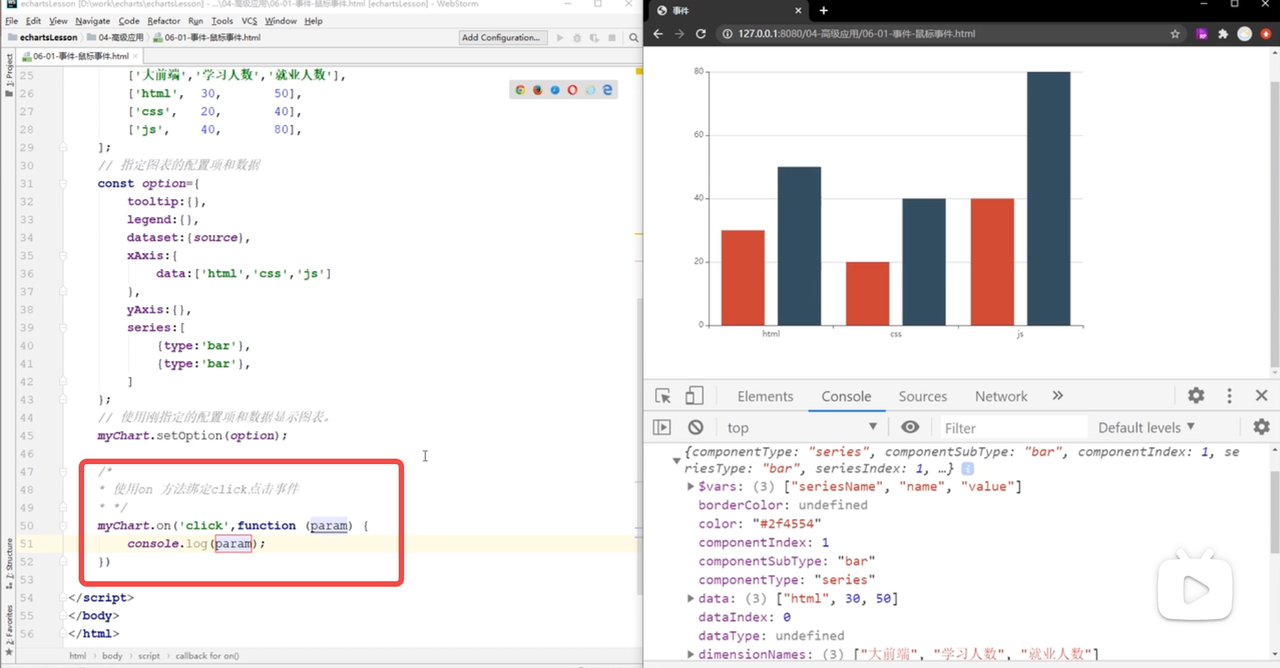 echartsLesson [D:\work\echarts\echartsLesson] - ...\04-高级应用\06-01-事件-鼠标事件.html [echartsLesson] - WebStorm
File Edit View Navigate Code Refactor Run Tools VCS Window Help
echartsLesson 04-高级应用 06-01-事件-鼠标事件.html Add Configuration...
06-01-事件-鼠标事件.html
1: Project
25 ['大前端','学习人数','就业人数'],
26 ['html', 30, 50],
27 ['css', 20, 40],
28 ['js', 40, 80],
29 ];
30 // 指定图表的配置项和数据
31 const option={
32 tooltip:{},
33 legend:{},
34 dataset:{source},
35 xAxis:{
36 data:['html','css','js']
37 },
38 yAxis:{},
39 series:[
40 {type:'bar'},
41 {type:'bar'},
42 ]
43 };
44 // 使用刚指定的配置项和数据显示图表。
45 myChart.setOption(option);
46
47 /*
48 * 使用on 方法绑定click点击事件
49 * */
50 myChart.on('click',function (param) {
51 console.log(param);
52 })
53
54 </script>
55 </body>
56 </html>
Z: Structure
2: Favorites
html body script callback for on()
事件
127.0.0.1:8080/04-高级应用/06-01-事件-鼠标事件.html
80
60
40
20
0
html css js
Elements Console Sources Network »
top Filter Default levels
{componentType: "series", componentSubType: "bar", componentIndex: 1, se
riesType: "bar", seriesIndex: 1, …} i
$vars: (3) ["seriesName", "name", "value"]
borderColor: undefined
color: "#2f4554"
componentIndex: 1
componentSubType: "bar"
componentType: "series"
data: (3) ["html", 30, 50]
dataIndex: 0
dataType: undefined
dimensionNames: (3) ["大前端", "学习人数", "就业人数"]